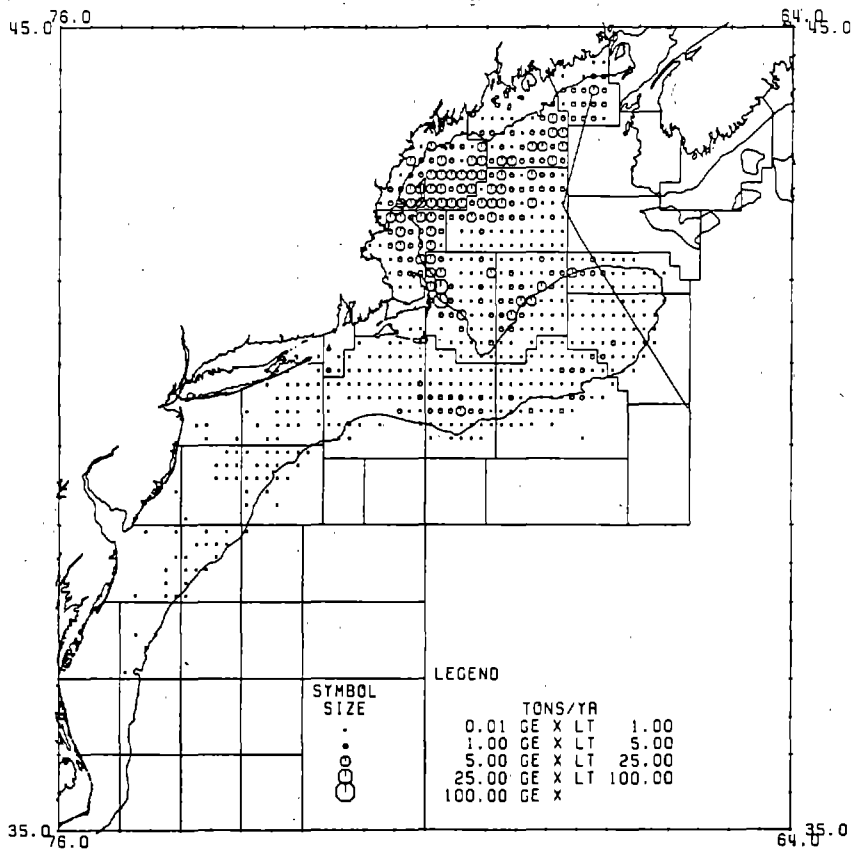 76.0
64.0
45.0
45.0
LEGEND
SYMBOL
SIZE
TONS/YR
0.01 GE X LT 1.00
1.00 GE X LT 5.00
5.00 GE X LT 25.00
25.00 GE X LT 100.00
100.00 GE X
35.0
35.0
76.0
64.0